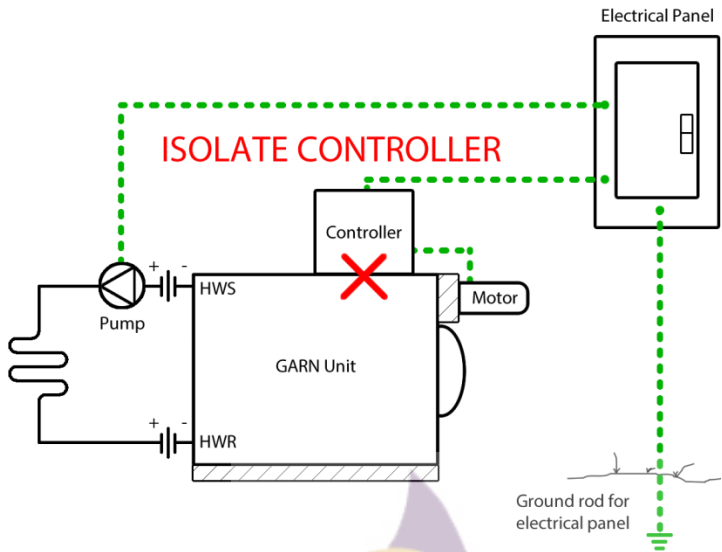 Electrical Panel
ISOLATE CONTROLLER
Controller
+ -
HWS
Motor
Pump
GARN Unit
+ -
HWR
Ground rod for
electrical panel